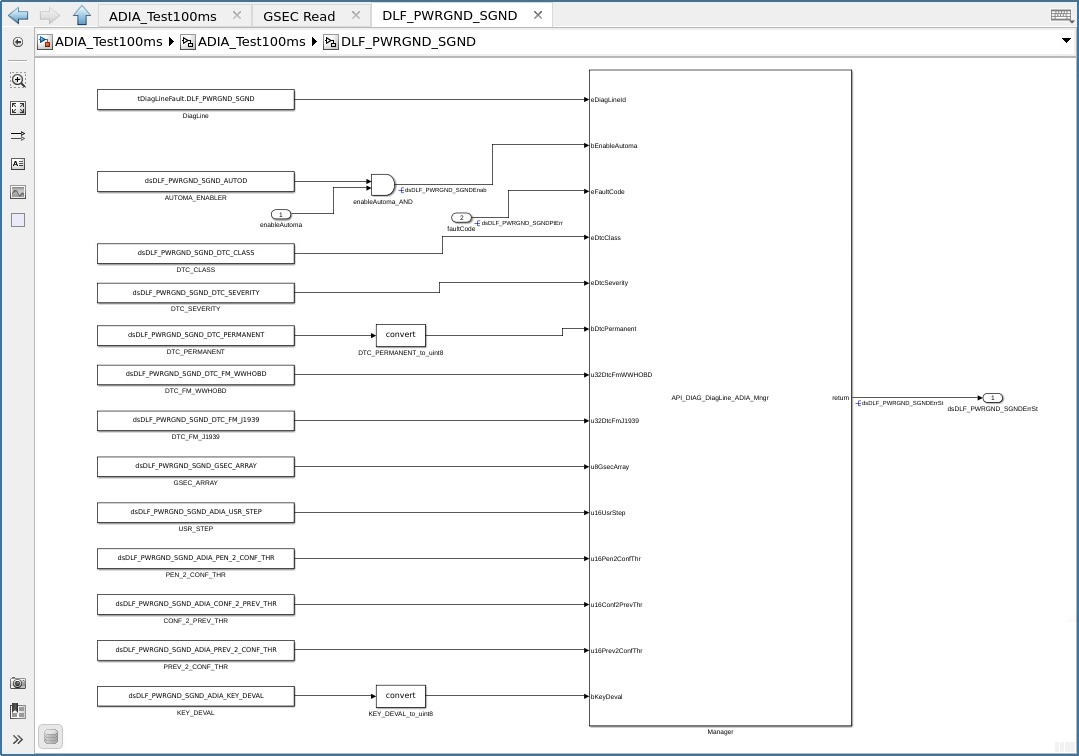 ADIA_Test100ms
GSEC Read
DLF_PWRGND_SGND
ADIA_Test100ms
ADIA_Test100ms
DLF_PWRGND_SGND
tDiagLineFault.DLF_PWRGND_SGND
DiagLine
eDiagLineId
bEnableAutoma
dsDLF_PWRGND_SGND_AUTOD
AUTOMA_ENABLER
dsDLF_PWRGND_SGNDEnab
enableAutoma_AND
eFaultCode
1
enableAutoma
2
faultCode
dsDLF_PWRGND_SGNDPlErr
eDtcClass
dsDLF_PWRGND_SGND_DTC_CLASS
DTC_CLASS
eDtcSeverity
dsDLF_PWRGND_SGND_DTC_SEVERITY
DTC_SEVERITY
bDtcPermanent
dsDLF_PWRGND_SGND_DTC_PERMANENT
DTC_PERMANENT
convert
DTC_PERMANENT_to_uint8
dsDLF_PWRGND_SGND_DTC_FM_WWHOBD
DTC_FM_WWHOBD
u32DtcFmWWHOBD
API_DIAG_DiagLine_ADIA_Mngr
return
dsDLF_PWRGND_SGNDErrSt
1
dsDLF_PWRGND_SGNDErrSt
dsDLF_PWRGND_SGND_DTC_FM_J1939
DTC_FM_J1939
u32DtcFmJ1939
dsDLF_PWRGND_SGND_GSEC_ARRAY
GSEC_ARRAY
u8GsecArray
dsDLF_PWRGND_SGND_ADIA_USR_STEP
USR_STEP
u16UsrStep
dsDLF_PWRGND_SGND_ADIA_PEN_2_CONF_THR
PEN_2_CONF_THR
u16Pen2ConfThr
dsDLF_PWRGND_SGND_ADIA_CONF_2_PREV_THR
CONF_2_PREV_THR
u16Conf2PrevThr
dsDLF_PWRGND_SGND_ADIA_PREV_2_CONF_THR
PREV_2_CONF_THR
u16Prev2ConfThr
dsDLF_PWRGND_SGND_ADIA_KEY_DEVAL
KEY_DEVAL
convert
KEY_DEVAL_to_uint8
bKeyDeval
Manager